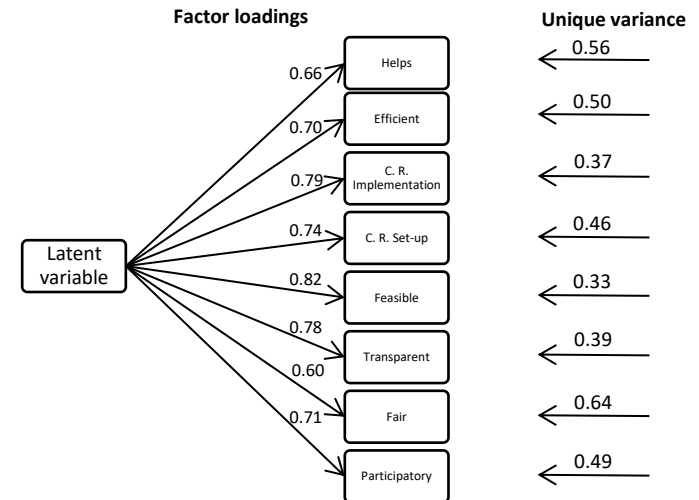 Factor loadings
Unique variance
0.66
Helps
0.56
0.70
Efficient
0.50
0.79
C. R.
Implementation
0.37
0.74
C. R. Set-up
0.46
Latent
variable
0.82
Feasible
0.33
0.78
Transparent
0.39
0.60
Fair
0.64
0.71
Participatory
0.49